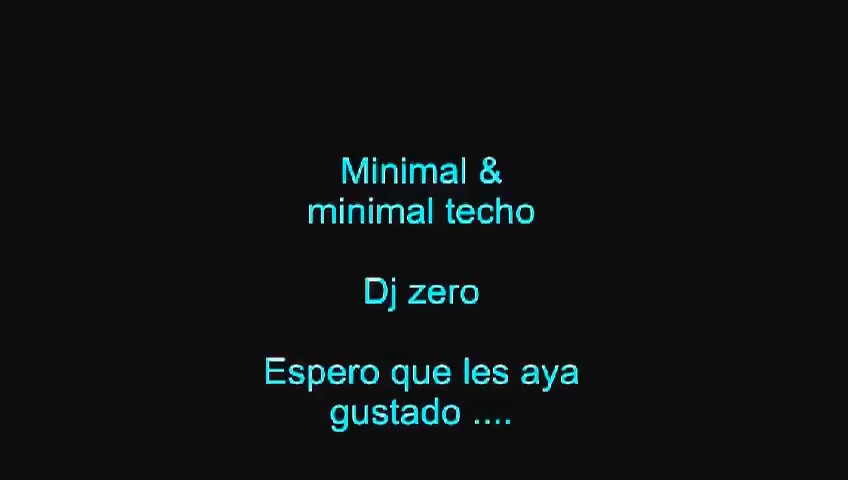 Minimal &
minimal techo
Dj zero
Espero que les aya
gustado ....